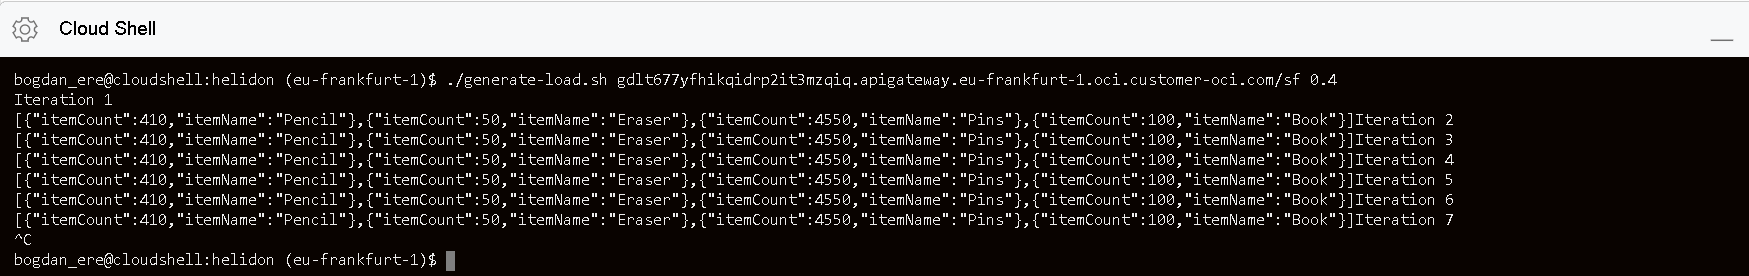 Cloud Shell
bogdan_ere@cloudshell:helidon (eu-frankfurt-1)$ ./generate-load.sh gdlt677yfhikqidrp2it3mzqiq.apigateway.eu-frankfurt-1.oci.customer-oci.com/sf 0.4
Iteration 1
[{"itemCount":410,"itemName":"Pencil"},{"itemCount":50,"itemName":"Eraser"},{"itemCount":4550,"itemName":"Pins"},{"itemCount":100,"itemName":"Book"}]Iteration 2
[{"itemCount":410,"itemName":"Pencil"},{"itemCount":50,"itemName":"Eraser"},{"itemCount":4550,"itemName":"Pins"},{"itemCount":100,"itemName":"Book"}]Iteration 3
[{"itemCount":410,"itemName":"Pencil"},{"itemCount":50,"itemName":"Eraser"},{"itemCount":4550,"itemName":"Pins"},{"itemCount":100,"itemName":"Book"}]Iteration 4
[{"itemCount":410,"itemName":"Pencil"},{"itemCount":50,"itemName":"Eraser"},{"itemCount":4550,"itemName":"Pins"},{"itemCount":100,"itemName":"Book"}]Iteration 5
[{"itemCount":410,"itemName":"Pencil"},{"itemCount":50,"itemName":"Eraser"},{"itemCount":4550,"itemName":"Pins"},{"itemCount":100,"itemName":"Book"}]Iteration 6
[{"itemCount":410,"itemName":"Pencil"},{"itemCount":50,"itemName":"Eraser"},{"itemCount":4550,"itemName":"Pins"},{"itemCount":100,"itemName":"Book"}]Iteration 7
^C
bogdan_ere@cloudshell:helidon (eu-frankfurt-1)$